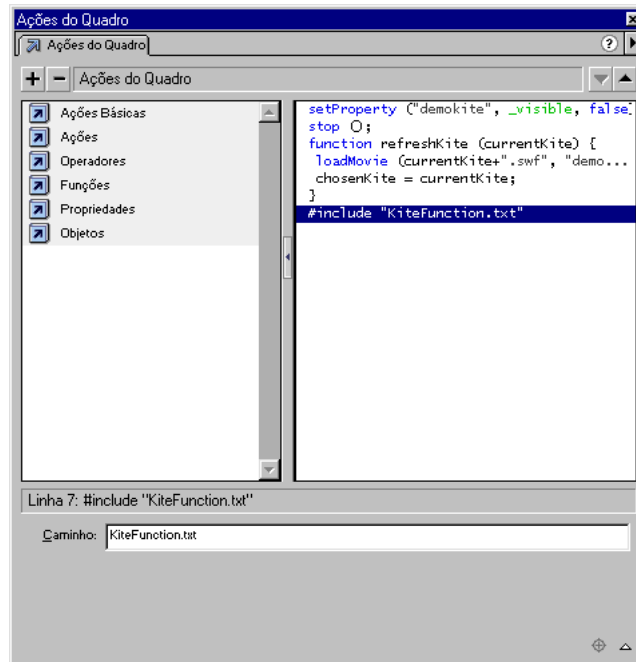 Ações do Quadro
Ações do Quadro
?
+ − Ações do Quadro
Ações Básicas
Ações
Operadores
Funções
Propriedades
Objetos
setProperty ("demokite", _visible, false
stop ();
function refreshKite (currentKite) {
loadMovie (currentKite+".swf", "demo...
chosenKite = currentKite;
}
#include "KiteFunction.txt"
Linha 7: #include "KiteFunction.txt"
Caminho: KiteFunction.txt